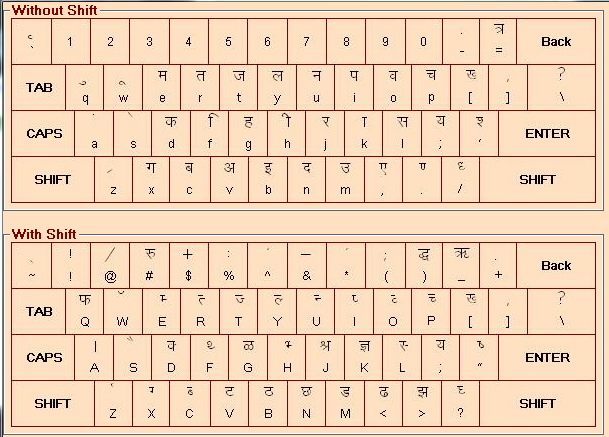 Without Shift
त्र
1 2 3 4 5 6 7 8 9 0 - = Back
म त ज ल न प व च ख ?
TAB q w e r t y u i o p [ ] \
क ि ह ी र ा स य श्
CAPS a s d f g h j k l ; ‘ ENTER
ग ब अ इ द उ ए ण्
SHIFT z x c v b n m , . / SHIFT
With Shift
! / रु + : – ; द्ध ऋ
~ ! @ # $ % ^ & * ( ) _ + Back
फ म् त् ज् ल् न् च् ख ?
TAB Q W E R T Y U I O P [ ] \
। क् ळ ह् श्र ज्ञ स् य ष्
CAPS A S D F G H J K L ; “ ENTER
ग् ब् ट ठ छ ड ढ झ
SHIFT Z X C V B N M < > ? SHIFT